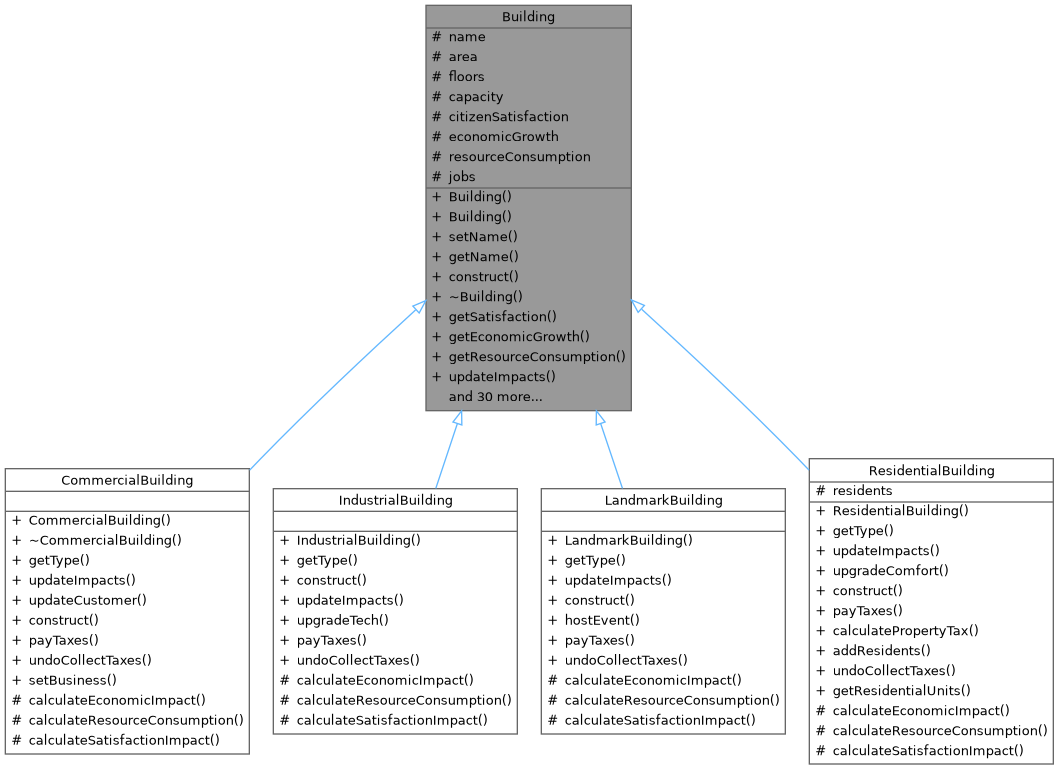 Building
# name
# area
# floors
# capacity
# citizenSatisfaction
# economicGrowth
# resourceConsumption
# jobs
+ Building()
+ Building()
+ setName()
+ getName()
+ construct()
+ ~Building()
+ getSatisfaction()
+ getEconomicGrowth()
+ getResourceConsumption()
+ updateImpacts()
and 30 more...
CommercialBuilding
+ CommercialBuilding()
+ ~CommercialBuilding()
+ getType()
+ updateImpacts()
+ updateCustomer()
+ construct()
+ payTaxes()
+ undoCollectTaxes()
+ setBusiness()
# calculateEconomicImpact()
# calculateResourceConsumption()
# calculateSatisfactionImpact()
IndustrialBuilding
+ IndustrialBuilding()
+ getType()
+ construct()
+ updateImpacts()
+ upgradeTech()
+ payTaxes()
+ undoCollectTaxes()
# calculateEconomicImpact()
# calculateResourceConsumption()
# calculateSatisfactionImpact()
LandmarkBuilding
+ LandmarkBuilding()
+ getType()
+ updateImpacts()
+ construct()
+ hostEvent()
+ payTaxes()
+ undoCollectTaxes()
# calculateEconomicImpact()
# calculateResourceConsumption()
# calculateSatisfactionImpact()
ResidentialBuilding
# residents
+ ResidentialBuilding()
+ getType()
+ updateImpacts()
+ upgradeComfort()
+ construct()
+ payTaxes()
+ calculatePropertyTax()
+ addResidents()
+ undoCollectTaxes()
+ getResidentialUnits()
# calculateEconomicImpact()
# calculateResourceConsumption()
# calculateSatisfactionImpact()